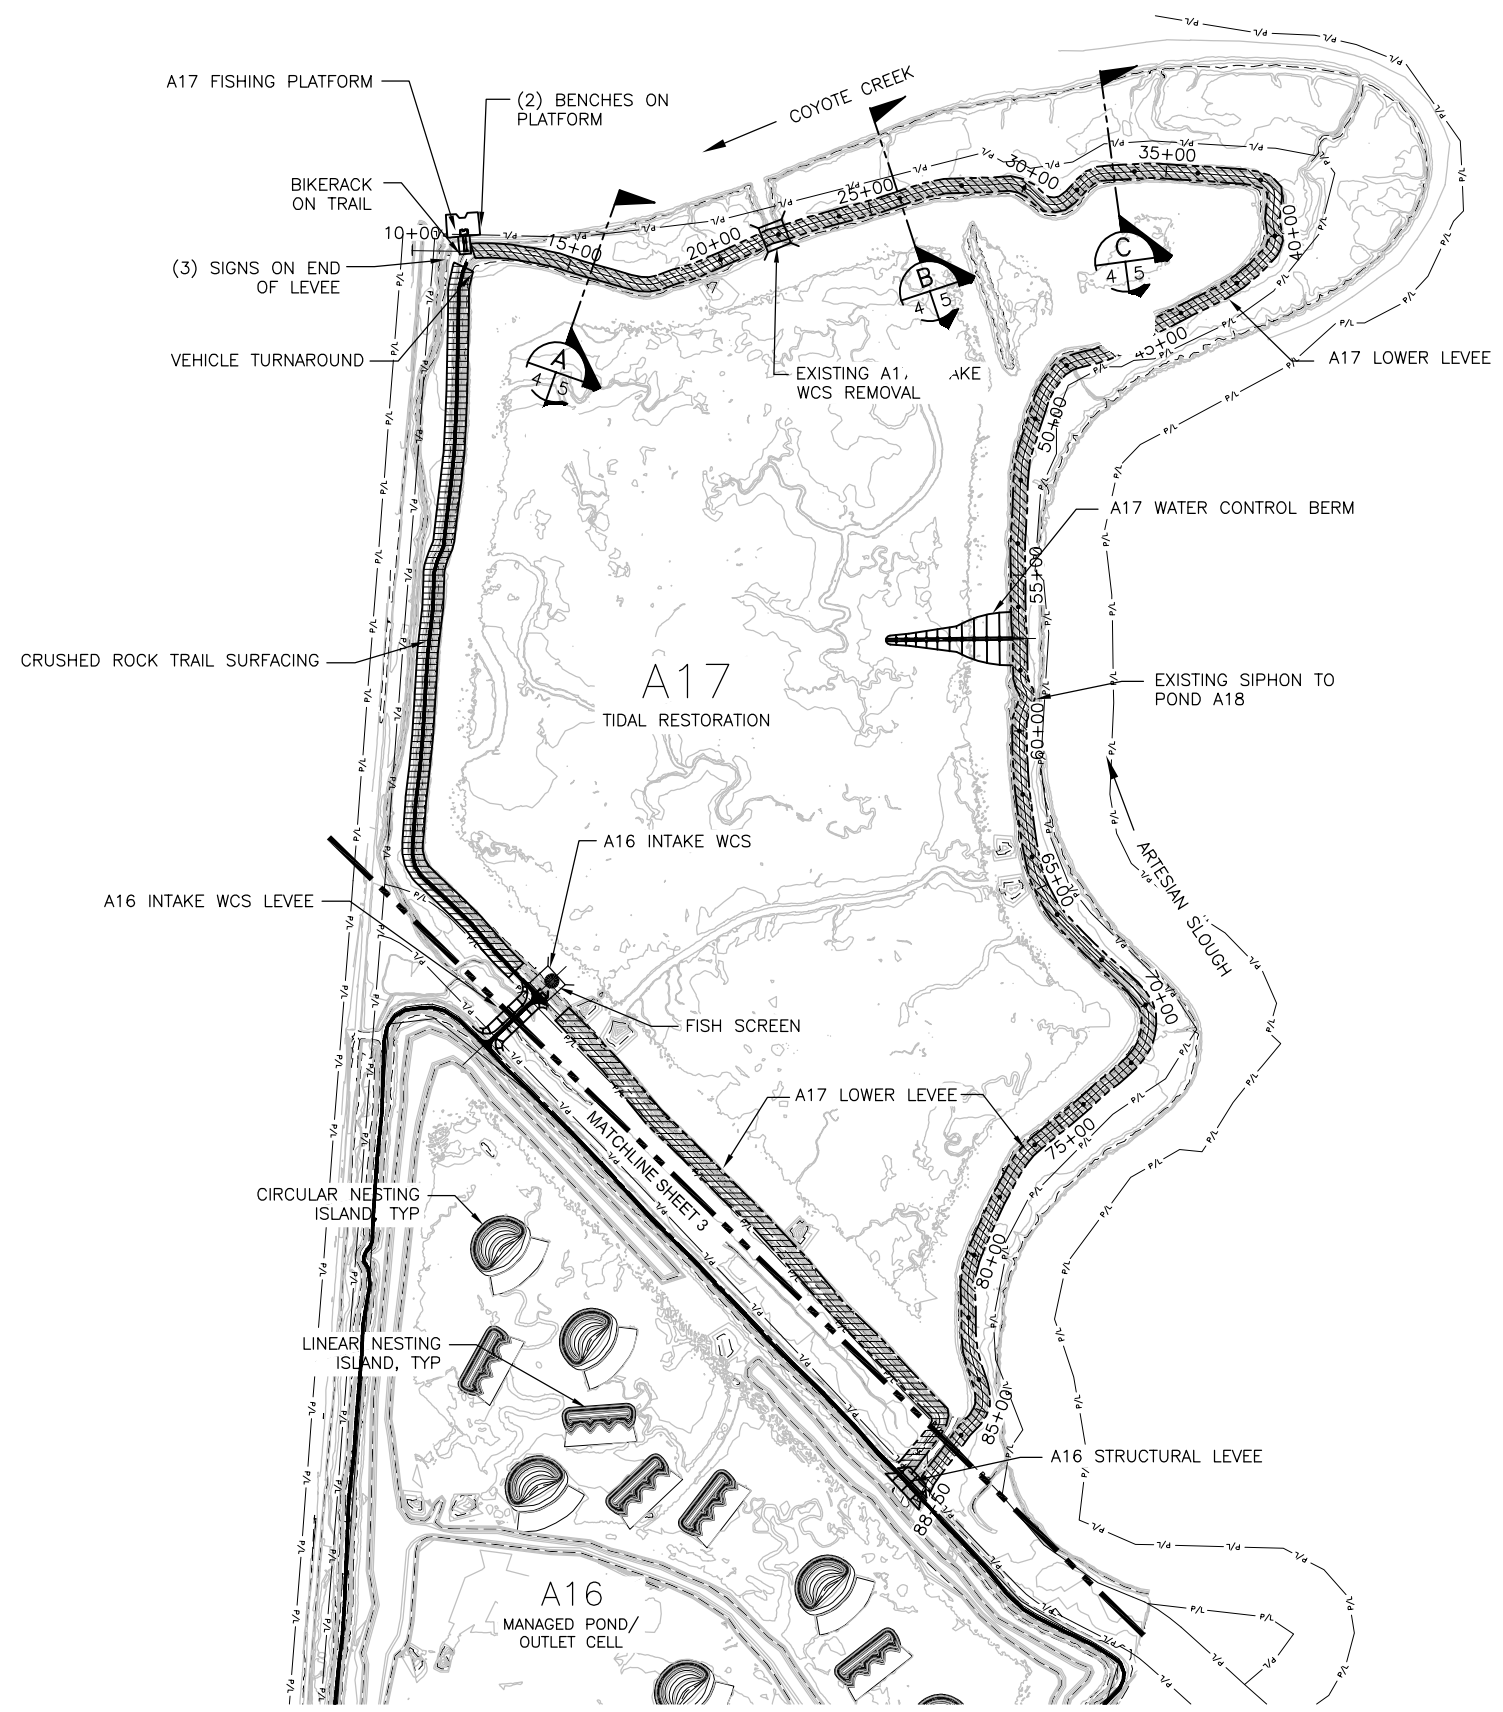 COYOTE CREEK
A17 FISHING PLATFORM
(2) BENCHES ON
PLATFORM
BIKERACK
ON TRAIL
(3) SIGNS ON END
OF LEVEE
VEHICLE TURNAROUND
10+00
15+00
20+00
25+00
30+00
35+00
40+00
45+00
A
4 5
B
4 5
C
4 5
EXISTING A1
AKE
WCS REMOVAL
A17 LOWER LEVEE
50+00
A17 WATER CONTROL BERM
55+00
CRUSHED ROCK TRAIL SURFACING
A17
TIDAL RESTORATION
EXISTING SIPHON TO
POND A18
60+00
A16 INTAKE WCS
65+00
ARTESIAN SLOUGH
A16 INTAKE WCS LEVEE
70+00
FISH SCREEN
A17 LOWER LEVEE
75+00
MATCHLINE SHEET 3
CIRCULAR NESTING
ISLAND, TYP
80+00
LINEAR NESTING
ISLAND, TYP
85+00
A16 STRUCTURAL LEVEE
88
50
A16
MANAGED POND/
OUTLET CELL
P/L